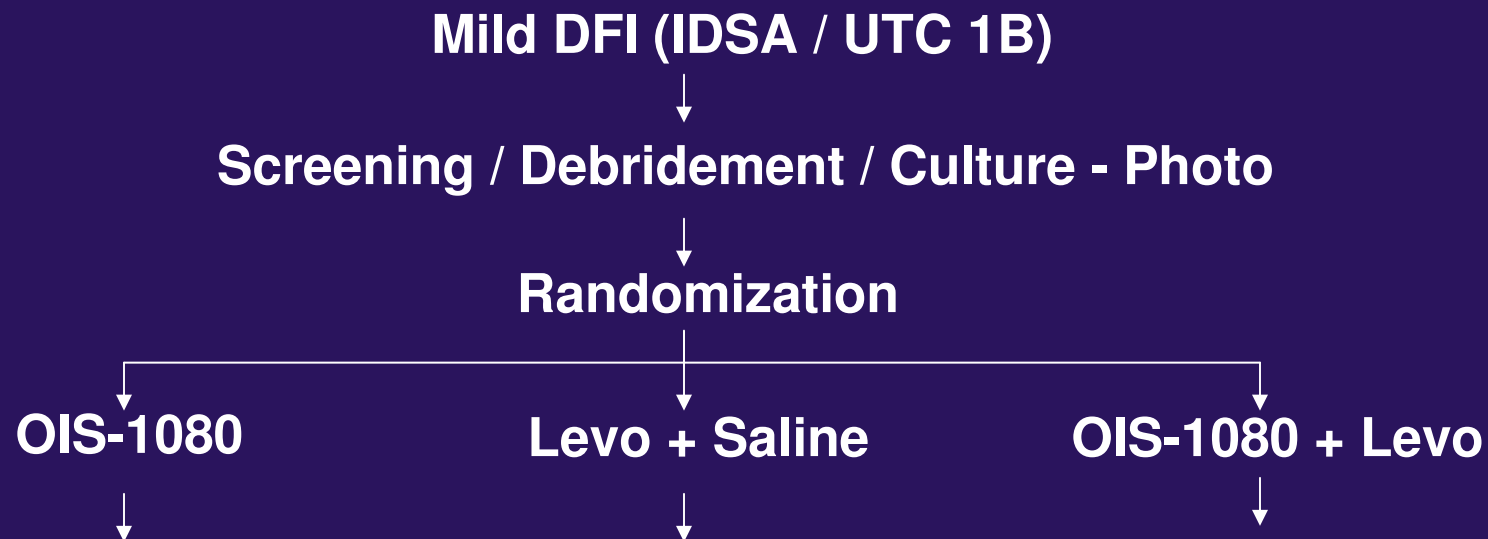 Mild DFI (IDSA / UTC 1B)
Screening / Debridement / Culture - Photo
Randomization
OIS-1080
Levo + Saline
OIS-1080 + Levo